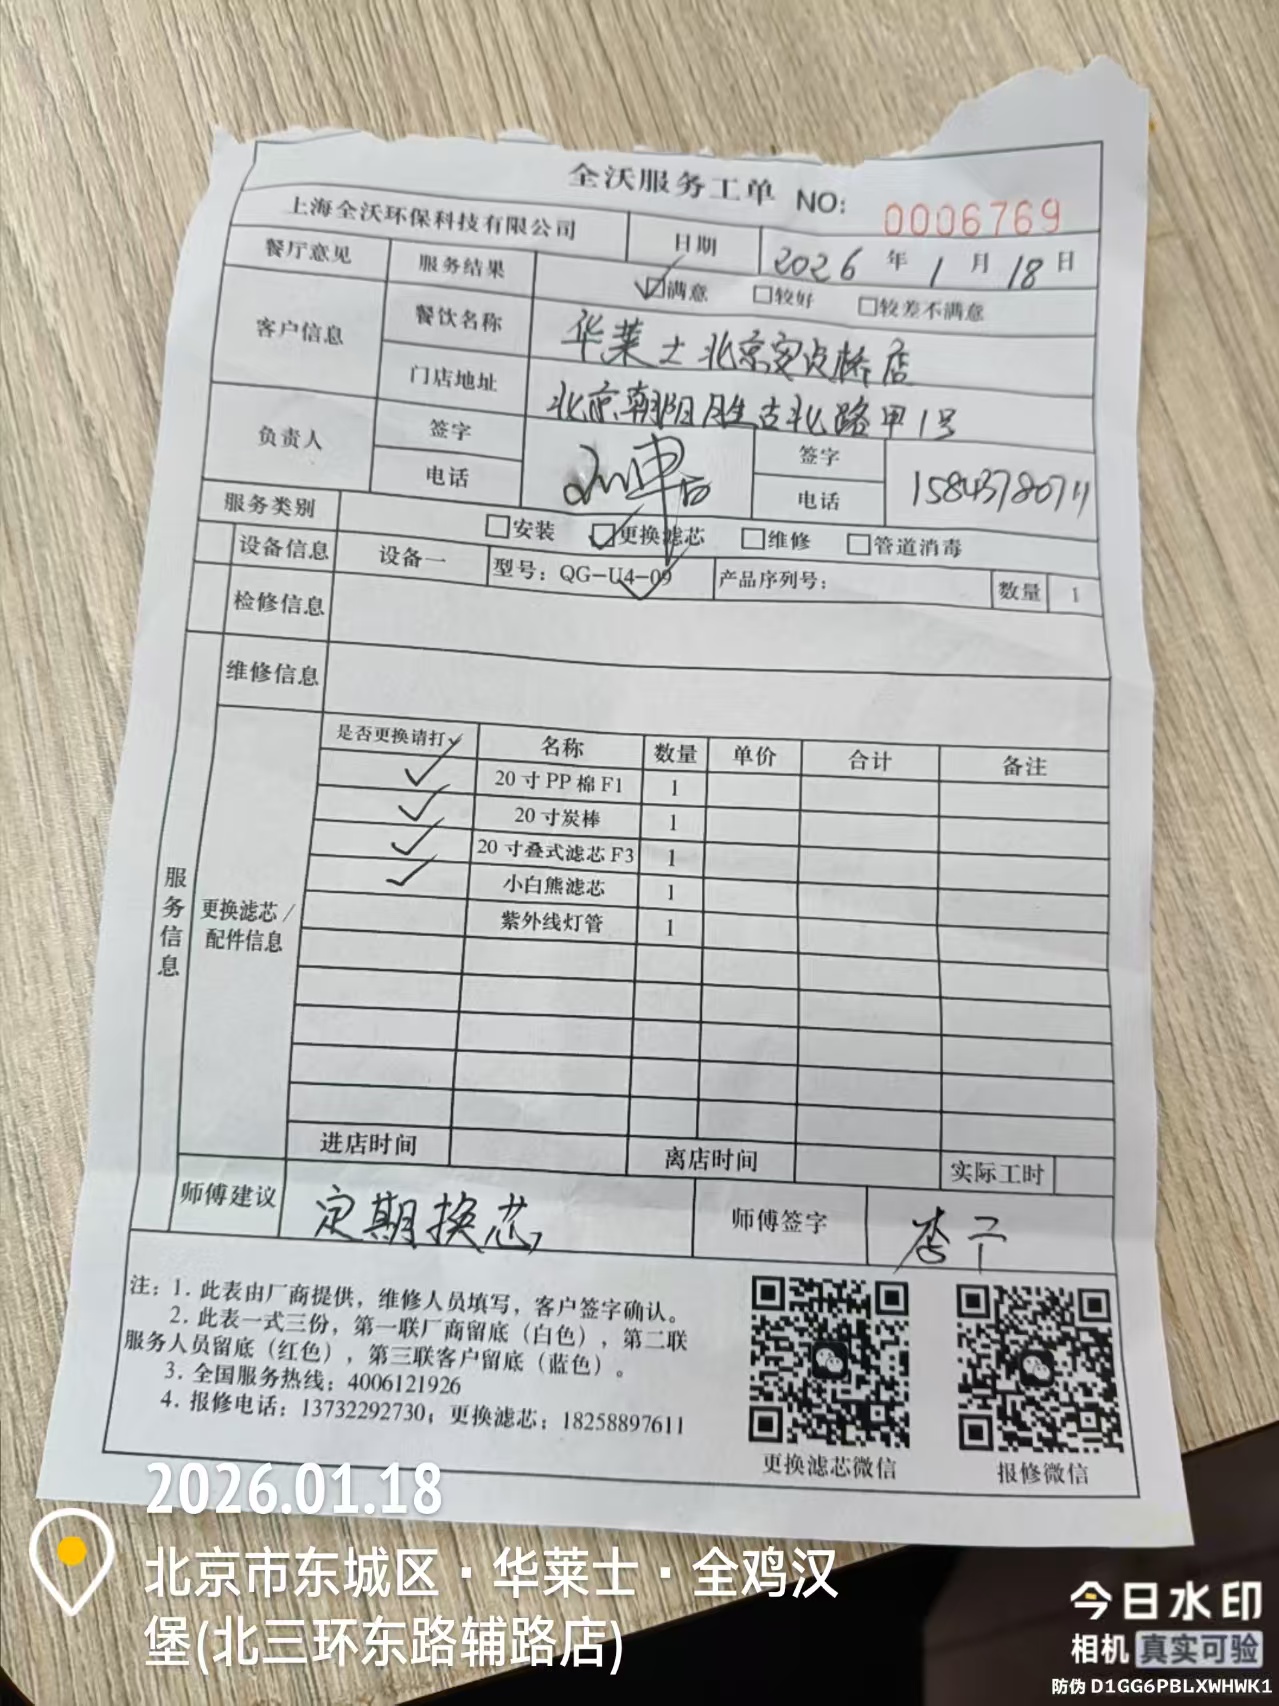 全沃服务工单 NO: 0006769
上海全沃环保科技有限公司 日期 2026 年 1 月 18 日
餐厅意见 服务结果 ☑满意 □较好 □较差不满意
客户信息 餐饮名称 华莱士北京安贞桥店
门店地址 北京朝阳胜古北路甲1号
负责人 签字 签字
电话 电话 1584378071
服务类别 □安装 ☑更换滤芯 □维修 □管道消毒
设备信息 设备一 型号：QG-U4-09 产品序列号： 数量 1
检修信息
维修信息
服务信息
更换滤芯/
配件信息
是否更换请打✓ 名称 数量 单价 合计 备注
✓ 20寸PP棉F1 1
✓ 20寸炭棒 1
✓ 20寸叠式滤芯F3 1
✓ 小白熊滤芯 1
紫外线灯管 1
进店时间 离店时间 实际工时
师傅建议 定期换芯 师傅签字 李
注：1. 此表由厂商提供，维修人员填写，客户签字确认。
2. 此表一式三份，第一联厂商留底（白色），第二联
服务人员留底（红色），第三联客户留底（蓝色）。
3. 全国服务热线：4006121926
4. 报修电话：13732292730；更换滤芯：18258897611
更换滤芯微信 报修微信
2026.01.18
北京市东城区·华莱士·全鸡汉
堡(北三环东路辅路店)
今日水印
相机 真实可验
防伪 D1GG6PBLXWHWK1